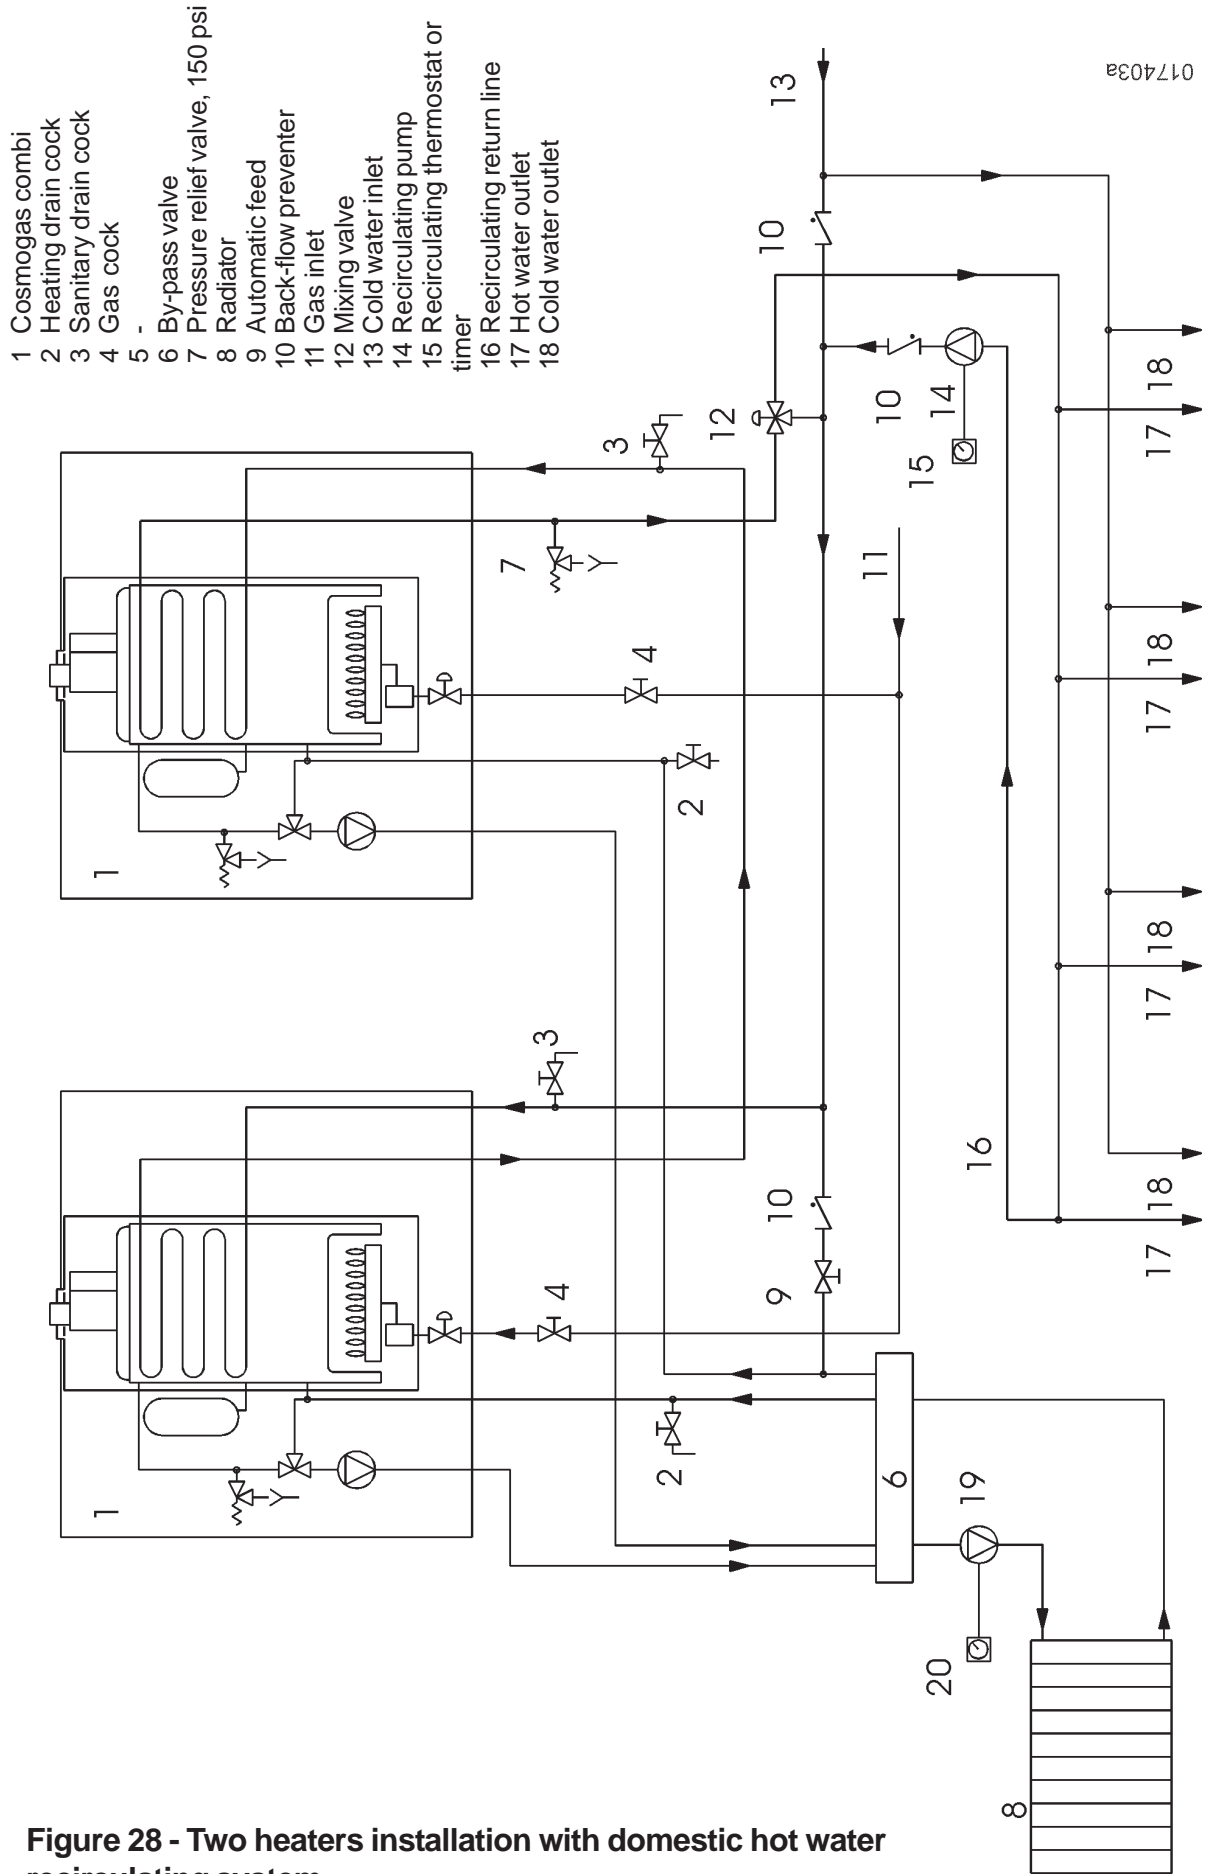 1 Cosmogas combi
2 Heating drain cock
3 Sanitary drain cock
4 Gas cock
5 -
6 By-pass valve
7 Pressure relief valve, 150 psi
8 Radiator
9 Automatic feed
10 Back-flow preventer
11 Gas inlet
12 Mixing valve
13 Cold water inlet
14 Recirculating pump
15 Recirculating thermostat or
timer
16 Recirculating return line
17 Hot water outlet
18 Cold water outlet
017403a
1
7
3
12
10
13
4
11
15
14
10
2
18
17
18
17
18
17
18
17
1
3
10
9
4
16
2
6
19
20
8
Figure 28 - Two heaters installation with domestic hot water